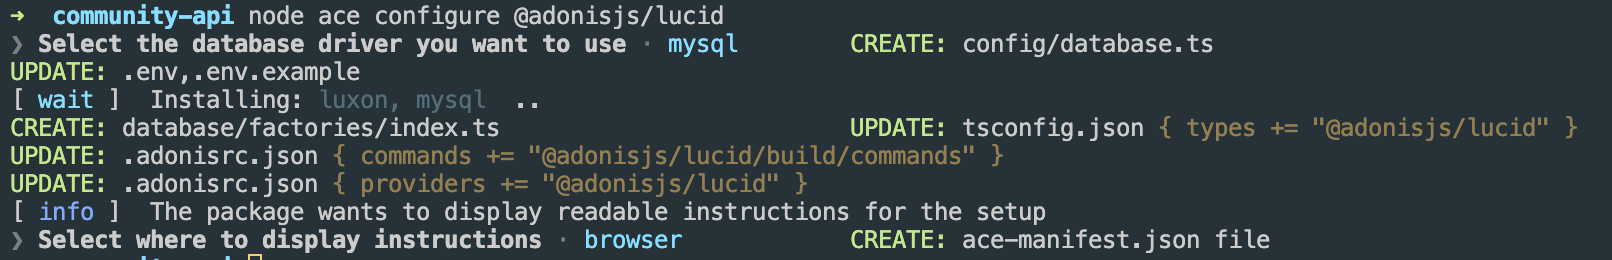 ➜  community-api node ace configure @adonisjs/lucid
❯ Select the database driver you want to use · mysql        CREATE: config/database.ts
UPDATE: .env,.env.example
[ wait ]  Installing: luxon, mysql  ..
CREATE: database/factories/index.ts                         UPDATE: tsconfig.json { types += "@adonisjs/lucid" }
UPDATE: .adonisrc.json { commands += "@adonisjs/lucid/build/commands" }
UPDATE: .adonisrc.json { providers += "@adonisjs/lucid" }
[ info ]  The package wants to display readable instructions for the setup
❯ Select where to display instructions · browser            CREATE: ace-manifest.json file